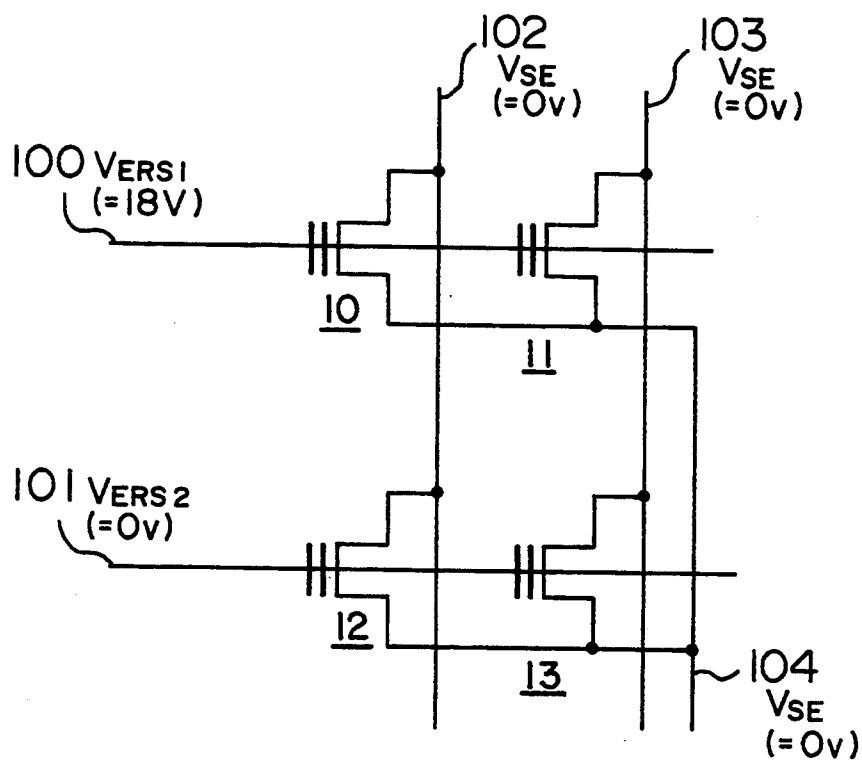 102
VSE
(=0v)
103
VSE
(=0v)
100 VERS1
(=18V)
10
11
101 VERS2
(=0v)
12
13
104
VSE
(=0v)